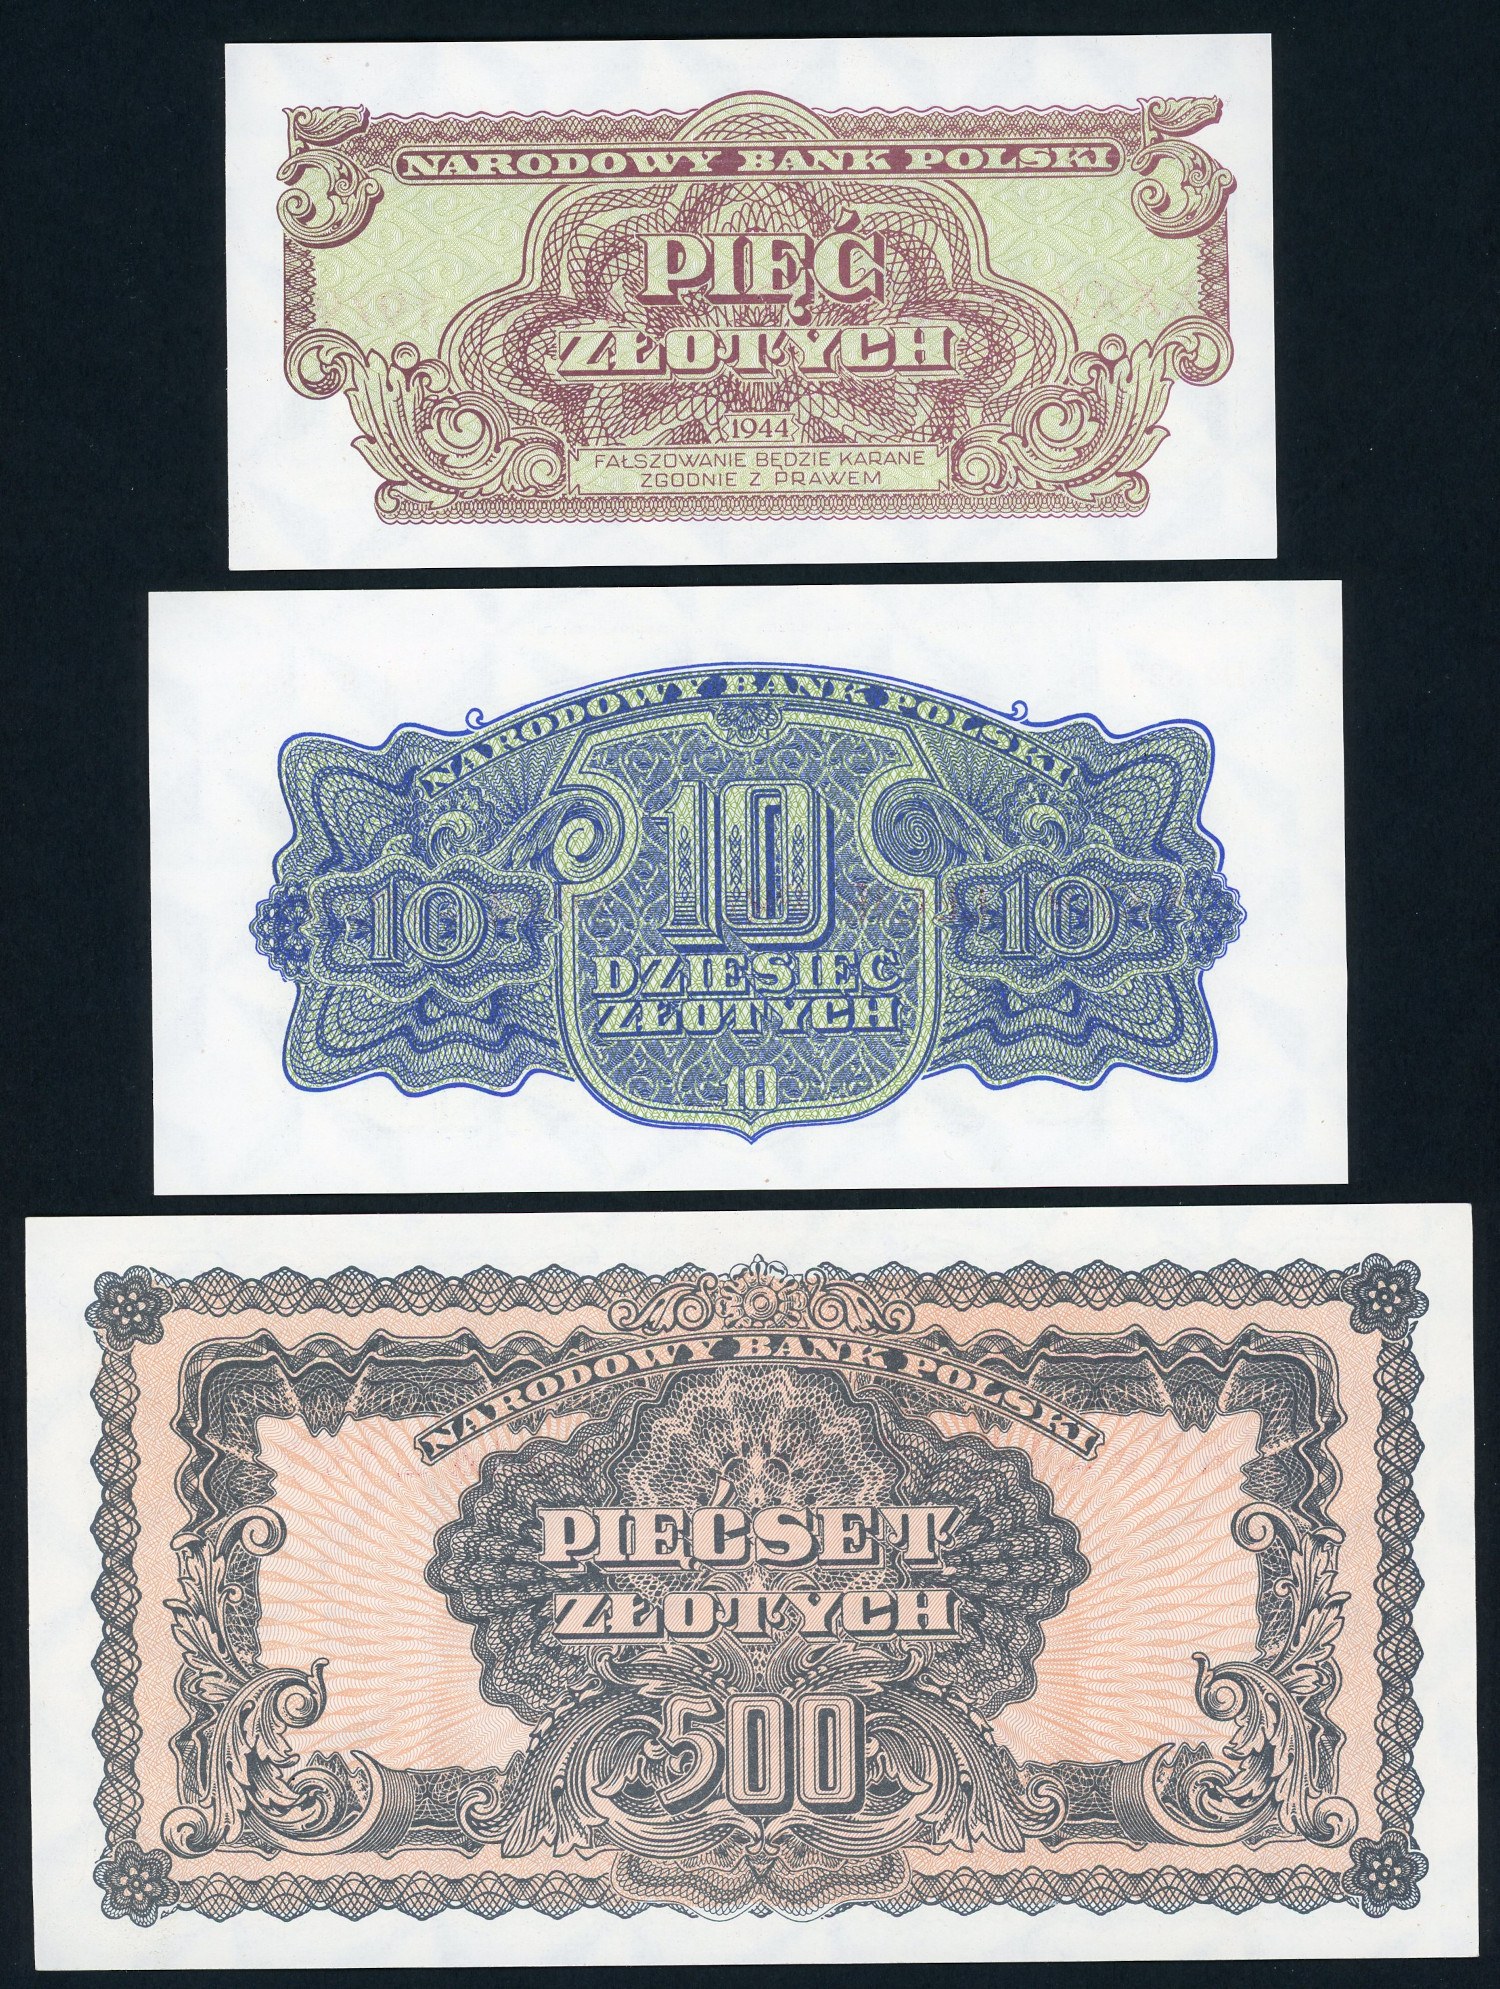 5 5
NARODOWY BANK POLSKI
PIĘĆ
ZŁOTYCH
1944
FAŁSZOWANIE BĘDZIE KARANE
ZGODNIE Z PRAWEM
NARODOWY BANK POLSKI
10 10 10
DZIESIĘĆ
ZŁOTYCH
10
NARODOWY BANK POLSKI
PIĘĆSET
ZŁOTYCH
500